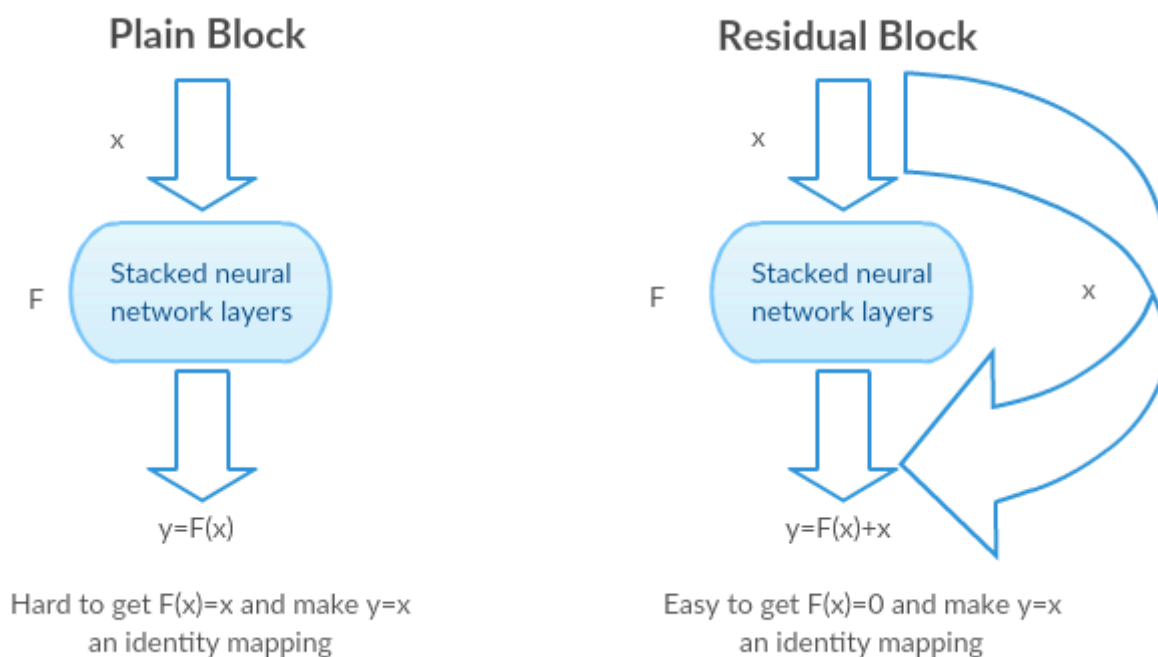 Plain Block
x
F
Stacked neural
network layers
y=F(x)
Hard to get F(x)=x and make y=x
an identity mapping
Residual Block
x
F
Stacked neural
network layers
x
y=F(x)+x
Easy to get F(x)=0 and make y=x
an identity mapping